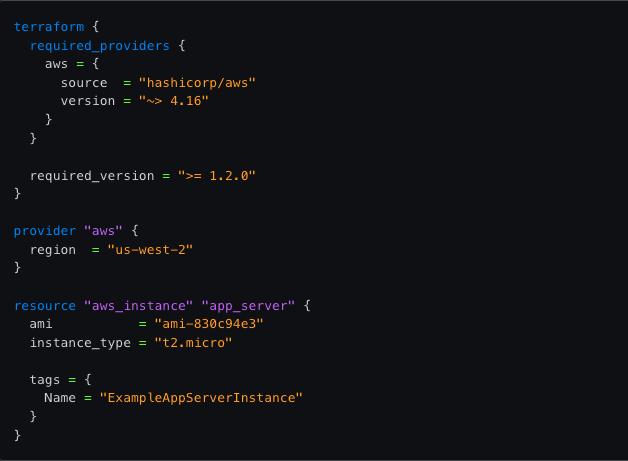 terraform {
  required_providers {
    aws = {
      source  = "hashicorp/aws"
      version = "~> 4.16"
    }
  }

  required_version = ">= 1.2.0"
}

provider "aws" {
  region  = "us-west-2"
}

resource "aws_instance" "app_server" {
  ami           = "ami-830c94e3"
  instance_type = "t2.micro"

  tags = {
    Name = "ExampleAppServerInstance"
  }
}